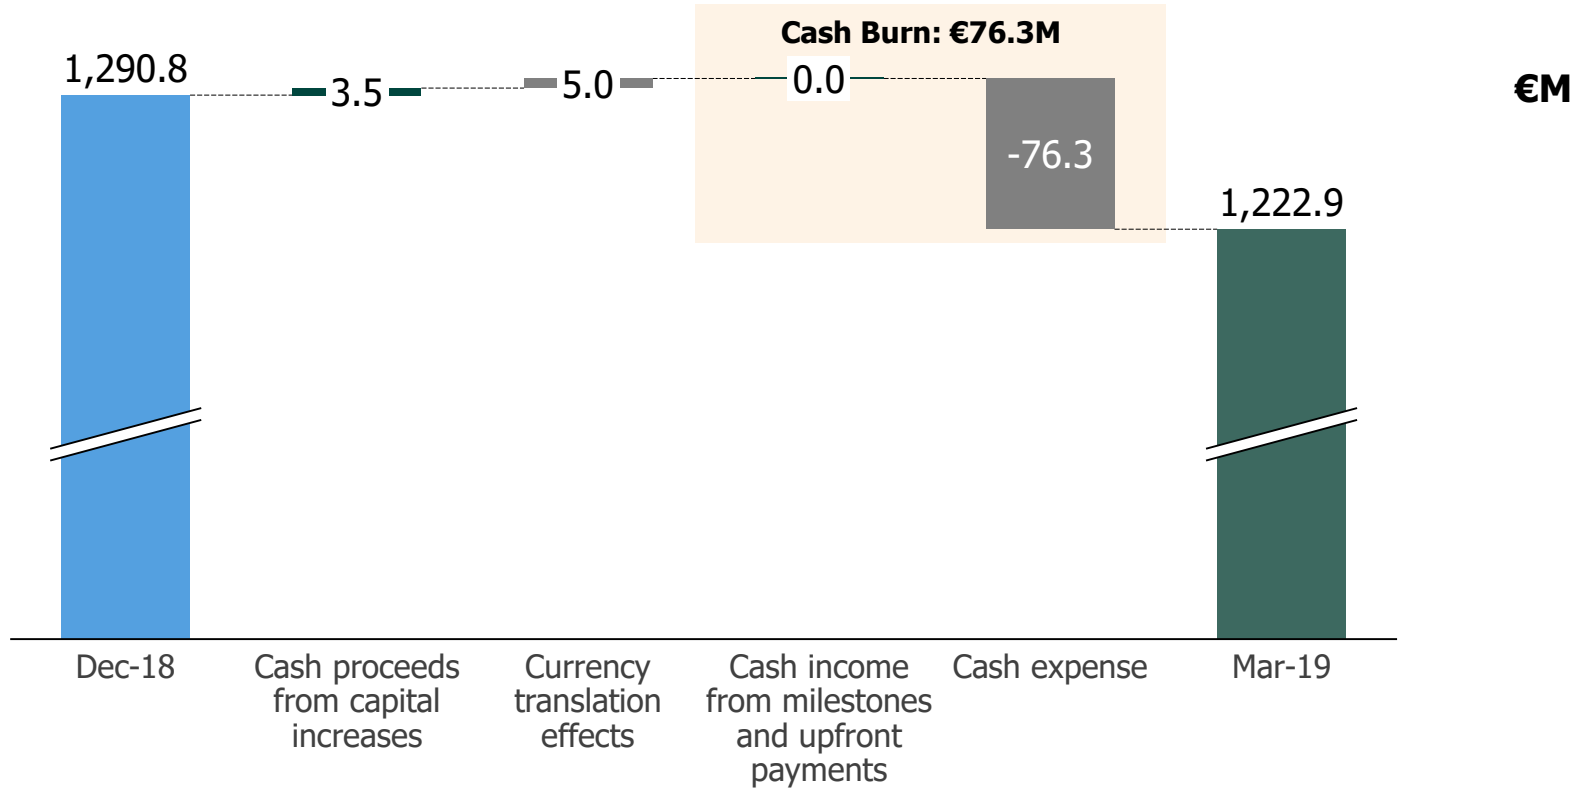 Cash Burn: €76.3M
€M
1,290.8
3.5
5.0
0.0
-76.3
1,222.9
Dec-18
Cash proceeds
from capital
increases
Currency
translation
effects
Cash income
from milestones
and upfront
payments
Cash expense
Mar-19